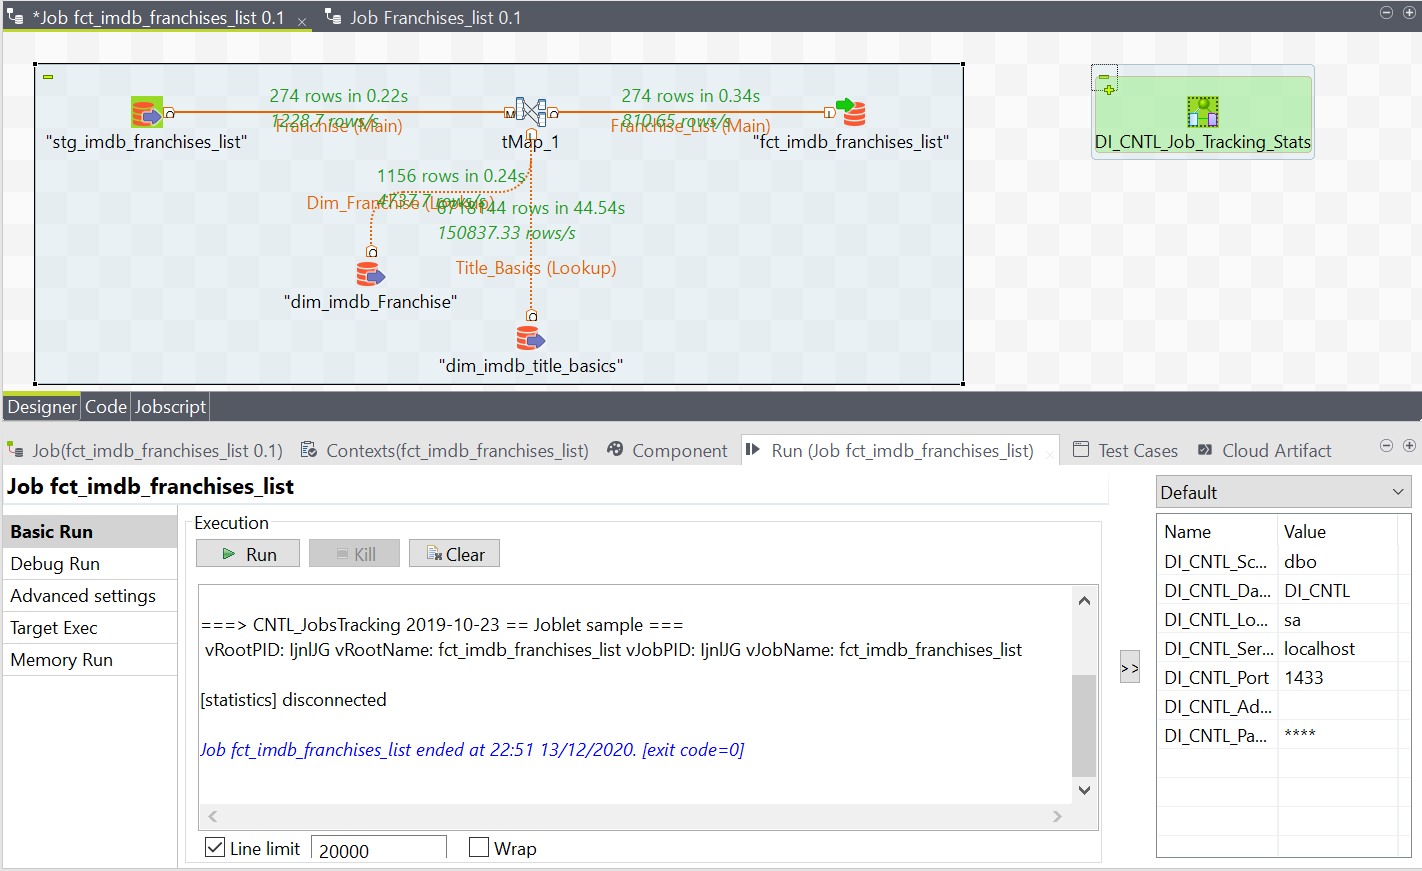 *Job fct_imdb_franchises_list 0.1
Job Franchises_list 0.1
274 rows in 0.22s
1228.7 rows/s
Franchise (Main)
274 rows in 0.34s
810.65 rows/s
Franchise_List (Main)
"stg_imdb_franchises_list"
tMap_1
"fct_imdb_franchises_list"
DI_CNTL_Job_Tracking_Stats
1156 rows in 0.24s
4737.7 rows/s
Dim_Franchise (Lookup)
6718144 rows in 44.54s
150837.33 rows/s
Title_Basics (Lookup)
"dim_imdb_Franchise"
"dim_imdb_title_basics"
Designer Code Jobscript
Job(fct_imdb_franchises_list 0.1) Contexts(fct_imdb_franchises_list) Component Run (Job fct_imdb_franchises_list) Test Cases Cloud Artifact
Job fct_imdb_franchises_list
Basic Run
Debug Run
Advanced settings
Target Exec
Memory Run
Execution
Run Kill Clear
===> CNTL_JobsTracking 2019-10-23 == Joblet sample ===
vRootPID: IjnlJG vRootName: fct_imdb_franchises_list vJobPID: IjnlJG vJobName: fct_imdb_franchises_list
[statistics] disconnected
Job fct_imdb_franchises_list ended at 22:51 13/12/2020. [exit code=0]
Line limit 20000 Wrap
>>
Default
Name Value
DI_CNTL_Sc... dbo
DI_CNTL_Da... DI_CNTL
DI_CNTL_Lo... sa
DI_CNTL_Ser... localhost
DI_CNTL_Port 1433
DI_CNTL_Ad...
DI_CNTL_Pa... ****